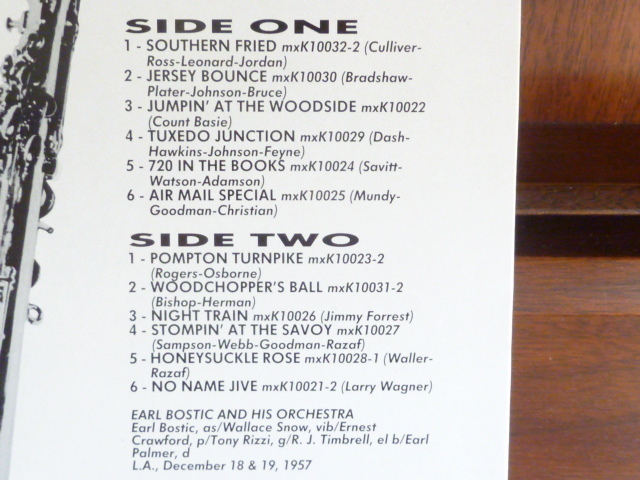 SIDE ONE
1 - SOUTHERN FRIED mxK10032-2 (Culliver-
Ross-Leonard-Jordan)
2 - JERSEY BOUNCE mxK10030 (Bradshaw-
Plater-Johnson-Bruce)
3 - JUMPIN' AT THE WOODSIDE mxK10022
(Count Basie)
4 - TUXEDO JUNCTION mxK10029 (Dash-
Hawkins-Johnson-Feyne)
5 - 720 IN THE BOOKS mxK10024 (Savitt-
Watson-Adamson)
6 - AIR MAIL SPECIAL mxK10025 (Mundy-
Goodman-Christian)
SIDE TWO
1 - POMPTON TURNPIKE mxK10023-2
(Rogers-Osborne)
2 - WOODCHOPPER'S BALL mxK10031-2
(Bishop-Herman)
3 - NIGHT TRAIN mxK10026 (Jimmy Forrest)
4 - STOMPIN' AT THE SAVOY mxK10027
(Sampson-Webb-Goodman-Razaf)
5 - HONEYSUCKLE ROSE mxK10028-1 (Waller-
Razaf)
6 - NO NAME JIVE mxK10021-2 (Larry Wagner)
EARL BOSTIC AND HIS ORCHESTRA
Earl Bostic, as/Wallace Snow, vib/Ernest
Crawford, p/Tony Rizzi, g/R. J. Timbrell, el b/Earl
Palmer, d
L.A., December 18 & 19, 1957